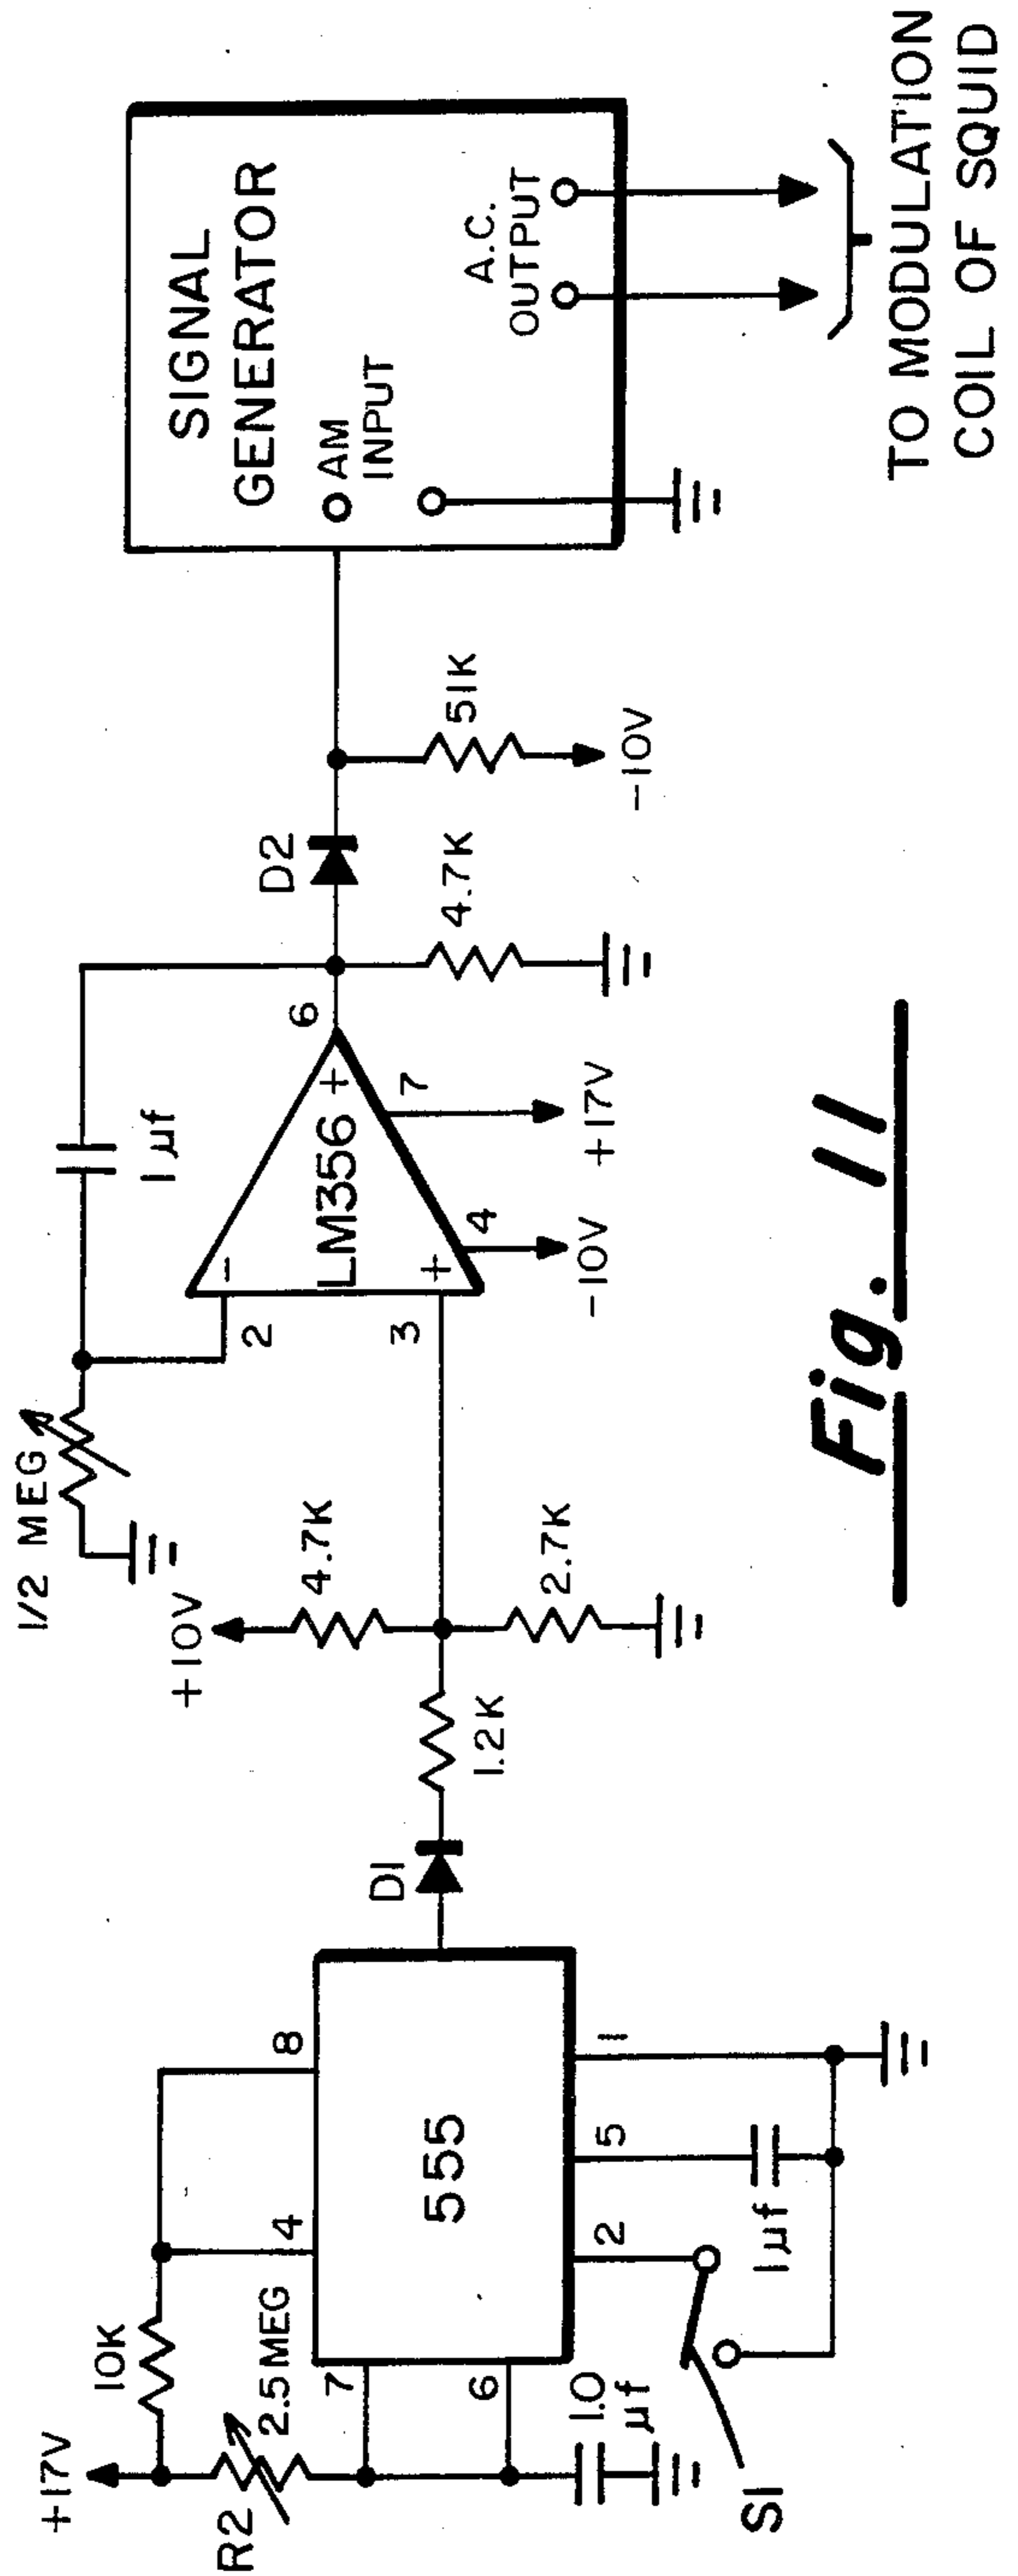 +17V
10K
R2
2.5 MEG
4
8
7
6
555
1.0
μf
2
5
1
1μf
S1
D1
1.2K
+10V
4.7K
2.7K
1/2 MEG
1 μf
2
3
-
+
LM356
+
6
4
7
-10V
+17V
D2
4.7K
51K
-10V
SIGNAL
GENERATOR
AM
INPUT
A.C.
OUTPUT
TO MODULATION
COIL OF SQUID
Fig. 11